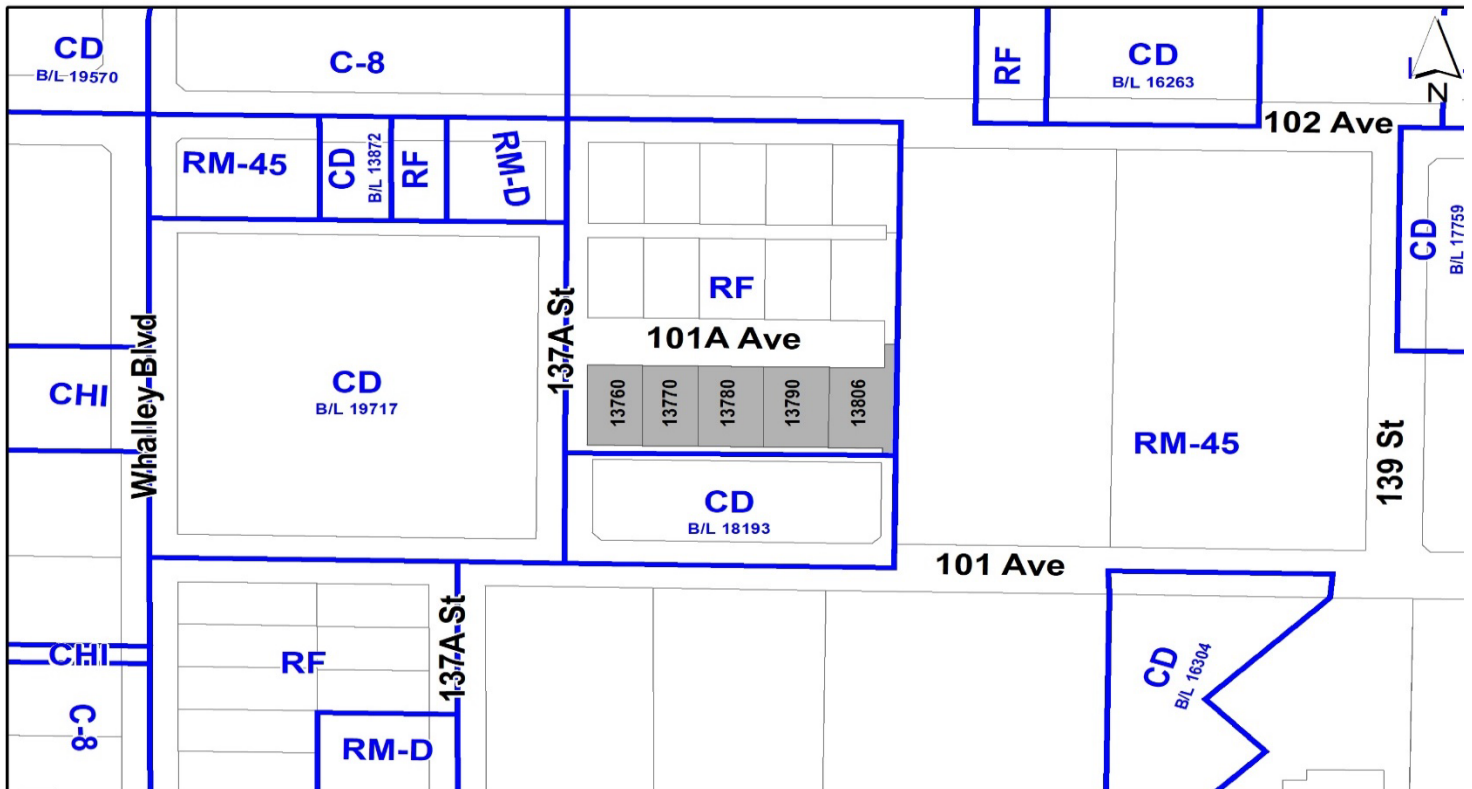 CD
B/L 19570
C-8
RF
CD
B/L 16263
N
102 Ave
RM-45
CD
B/L 13872
RF
RM-D
CD
B/L 17759
RF
101A Ave
137A St
Whalley Blvd
CHI
CD
B/L 19717
13760
13770
13780
13790
13806
RM-45
139 St
CD
B/L 18193
101 Ave
CHI
RF
137A St
CD
B/L 16304
C-8
RM-D